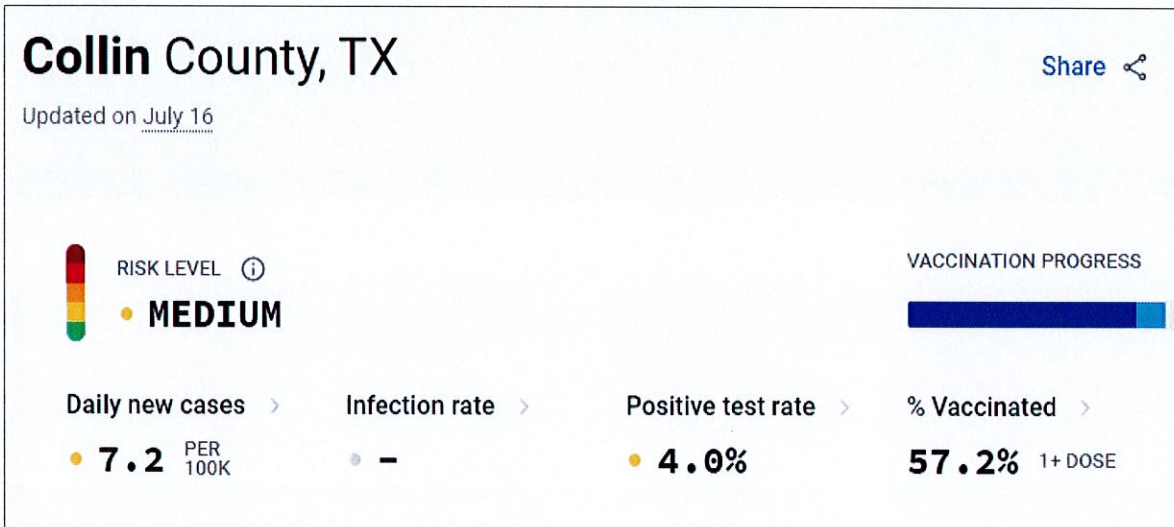 Collin County, TX
Share
Updated on July 16
RISK LEVEL
MEDIUM
VACCINATION PROGRESS
Daily new cases
7.2 PER 100K
Infection rate
–
Positive test rate
4.0%
% Vaccinated
57.2% 1+ DOSE